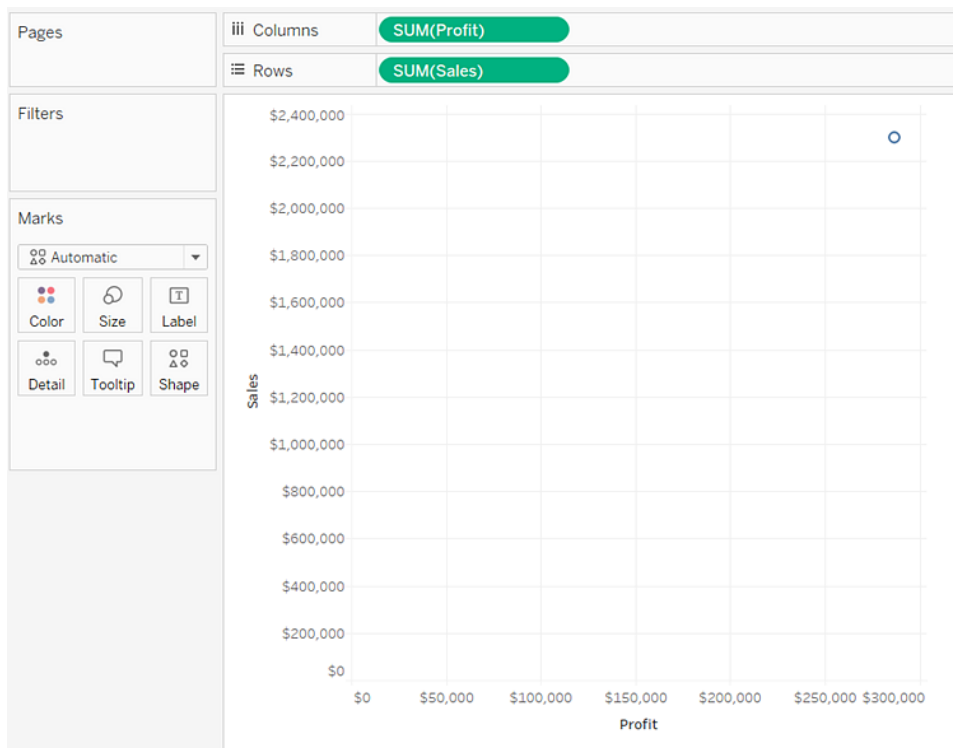 Pages
Columns
SUM(Profit)
Rows
SUM(Sales)
Filters
Marks
Automatic
Color
Size
T
Label
Detail
Tooltip
Shape
$2,400,000
$2,200,000
$2,000,000
$1,800,000
$1,600,000
$1,400,000
Sales
$1,200,000
$1,000,000
$800,000
$600,000
$400,000
$200,000
$0
$0 $50,000 $100,000 $150,000 $200,000 $250,000 $300,000
Profit